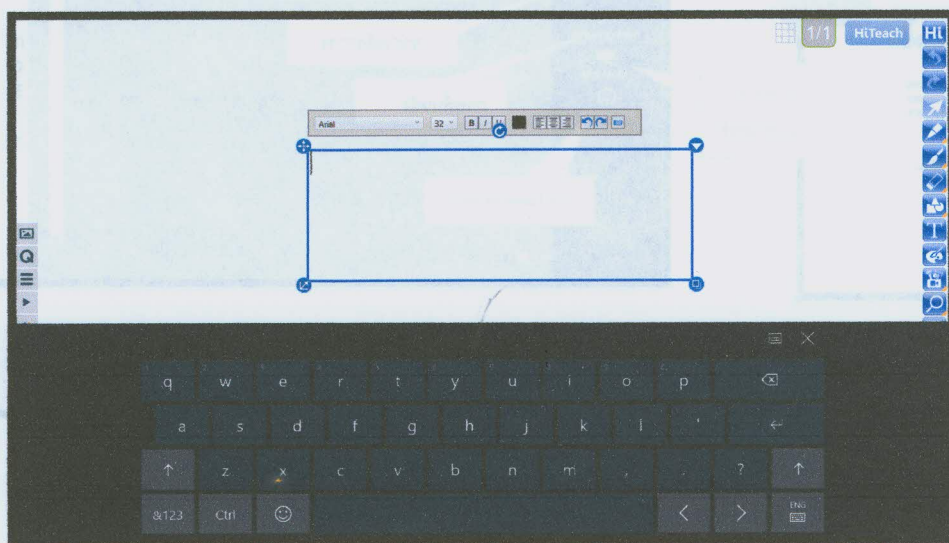 1/1 HiTeach Hi
Arial 32 B I U
T
Q
q w e r t y u i o p
a s d f g h j k l '
z x c v b n m , . ?
&123 Ctrl ENG